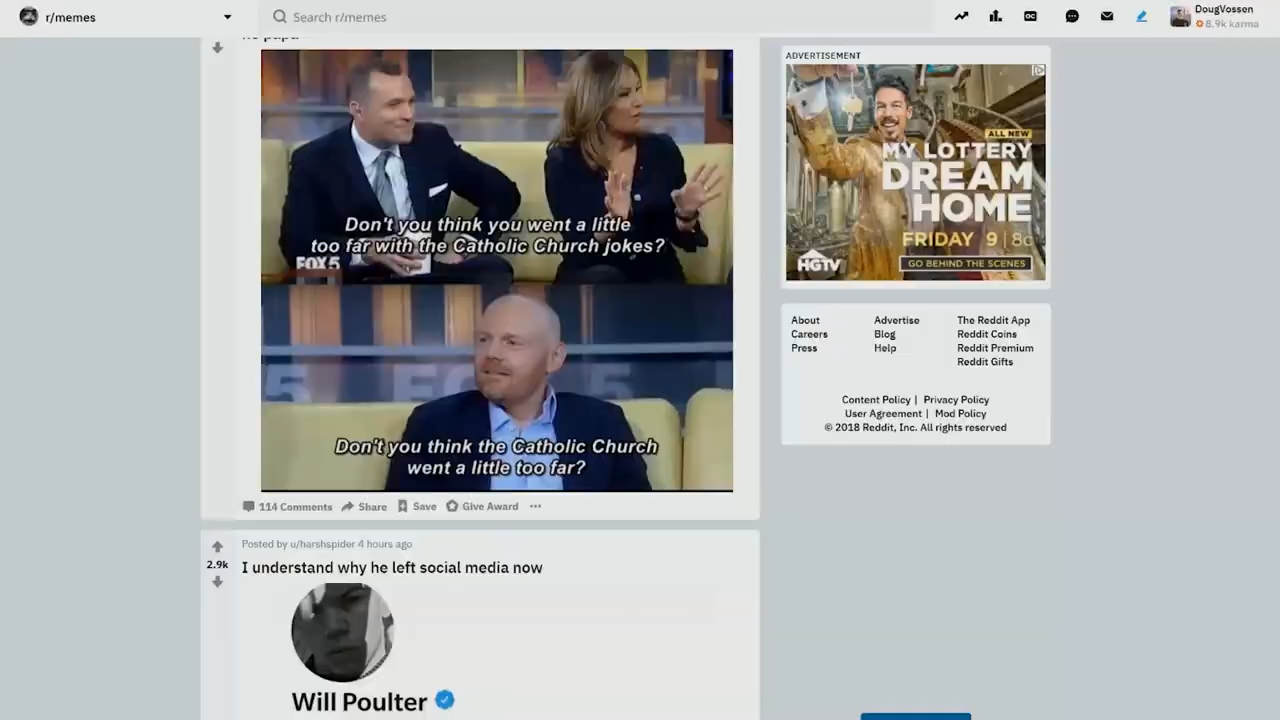 r/memes
Search r/memes
DougVossen
8.9k karma
Don't you think you went a little
too far with the Catholic Church jokes?
FOX5
Don't you think the Catholic Church
went a little too far?
114 Comments
Share
Save
Give Award
Posted by u/harshspider 4 hours ago
2.9k
I understand why he left social media now
Will Poulter
ADVERTISEMENT
ALL NEW
MY LOTTERY
DREAM
HOME
FRIDAY 9 | 8c
HGTV
GO BEHIND THE SCENES
About
Advertise
The Reddit App
Careers
Blog
Reddit Coins
Press
Help
Reddit Premium
Reddit Gifts
Content Policy | Privacy Policy
User Agreement | Mod Policy
© 2018 Reddit, Inc. All rights reserved